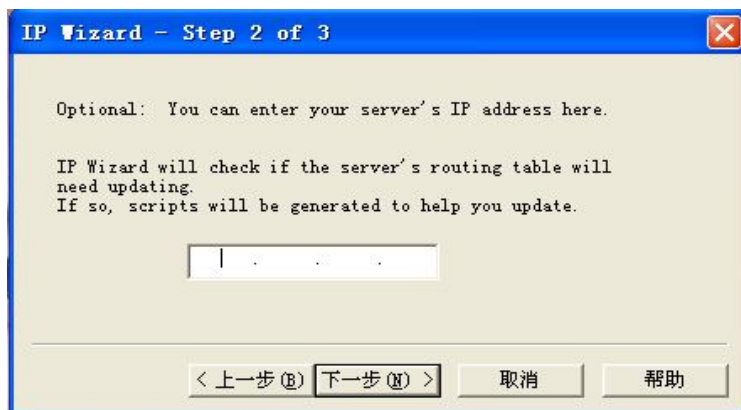 IP Wizard - Step 2 of 3
Optional: You can enter your server's IP address here.
IP Wizard will check if the server's routing table will
need updating.
If so, scripts will be generated to help you update.
. . .
< 上一步(B) 下一步(N) > 取消 帮助